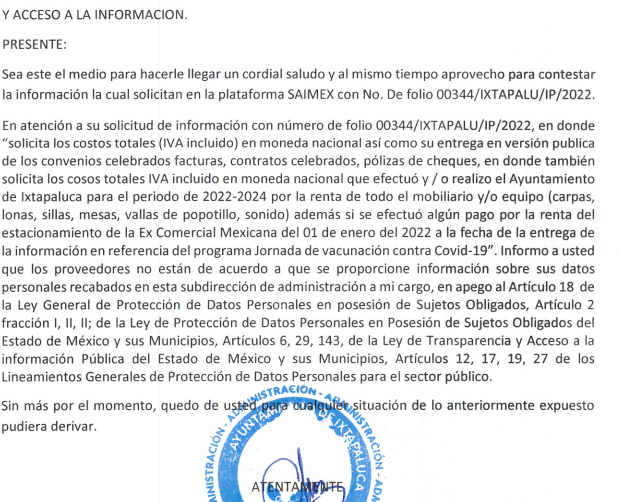 Y ACCESO A LA INFORMACION.
PRESENTE:
Sea este el medio para hacerle llegar un cordial saludo y al mismo tiempo aprovecho para contestar
la información la cual solicitan en la plataforma SAIMEX con No. De folio 00344/IXTAPALU/IP/2022.
En atención a su solicitud de información con número de folio 00344/IXTAPALU/IP/2022, en donde
“solicita los costos totales (IVA incluido) en moneda nacional así como su entrega en versión publica
de los convenios celebrados facturas, contratos celebrados, pólizas de cheques, en donde también
solicita los cosos totales IVA incluido en moneda nacional que efectuó y / o realizo el Ayuntamiento
de Ixtapaluca para el periodo de 2022-2024 por la renta de todo el mobiliario y/o equipo (carpas,
lonas, sillas, mesas, vallas de popotillo, sonido) además si se efectuó algún pago por la renta del
estacionamiento de la Ex Comercial Mexicana del 01 de enero del 2022 a la fecha de la entrega de
la información en referencia del programa Jornada de vacunación contra Covid-19”. Informo a usted
que los proveedores no están de acuerdo a que se proporcione información sobre sus datos
personales recabados en esta subdirección de administración a mi cargo, en apego al Artículo 18 de
la Ley General de Protección de Datos Personales en posesión de Sujetos Obligados, Artículo 2
fracción I, II, II; de la Ley de Protección de Datos Personales en Posesión de Sujetos Obligados del
Estado de México y sus Municipios, Artículos 6, 29, 143, de la Ley de Transparencia y Acceso a la
información Pública del Estado de México y sus Municipios, Artículos 12, 17, 19, 27 de los
Lineamientos Generales de Protección de Datos Personales para el sector público.
Sin más por el momento, quedo de usted para cualquier situación de lo anteriormente expuesto
pudiera derivar.
ADMINISTRACIÓN - ADMINISTRACIÓN
AYUNTAMIENTO DE IXTAPALUCA
ATENTAMENTE